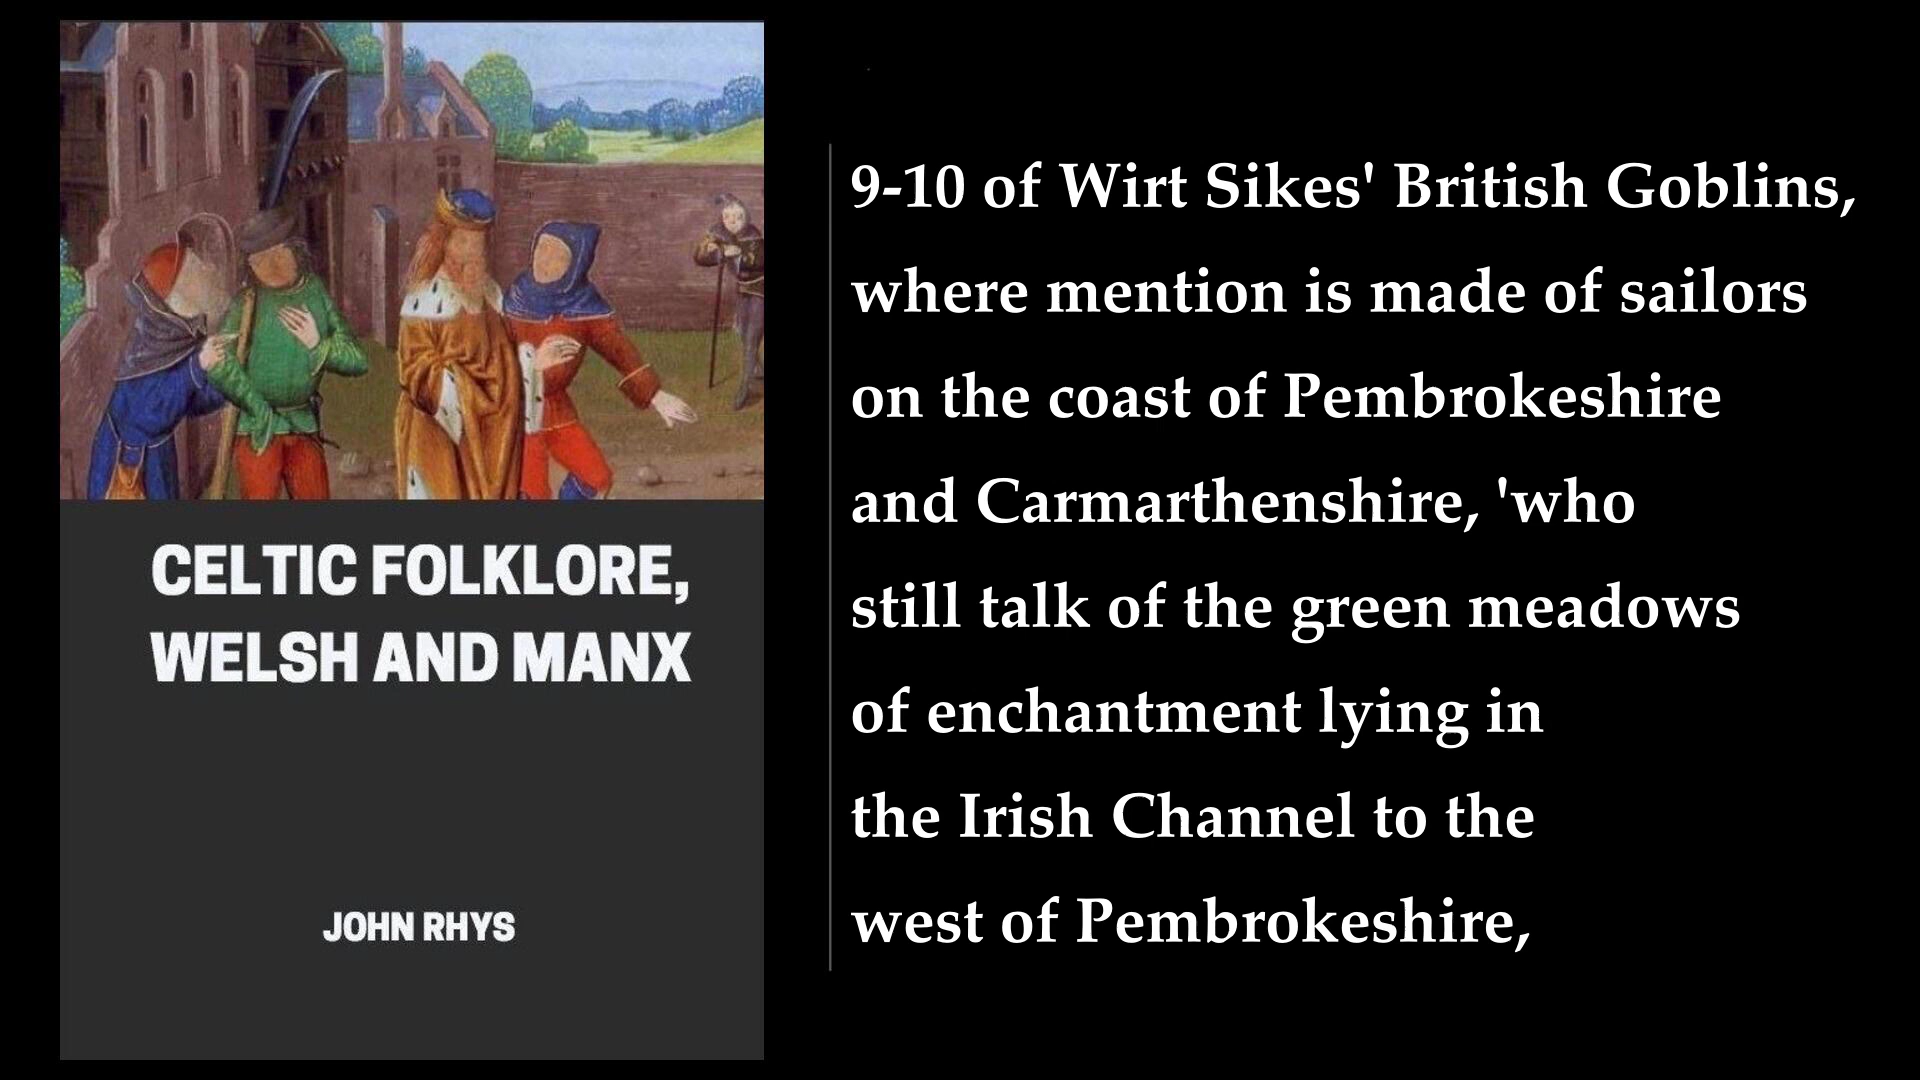 CELTIC FOLKLORE,
WELSH AND MANX
JOHN RHYS
9-10 of Wirt Sikes' British Goblins,
where mention is made of sailors
on the coast of Pembrokeshire
and Carmarthenshire, 'who
still talk of the green meadows
of enchantment lying in
the Irish Channel to the
west of Pembrokeshire,